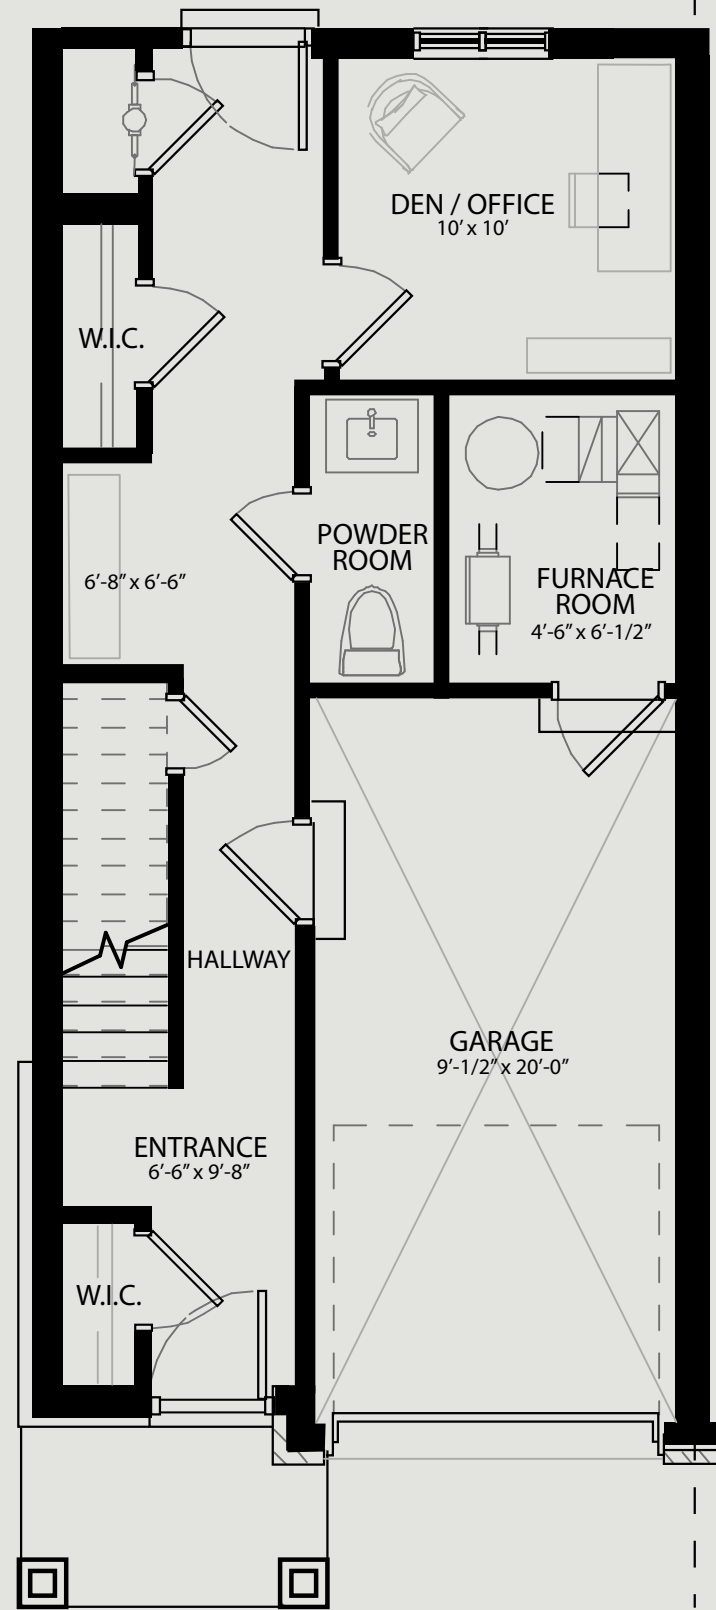 DEN / OFFICE
10’ x 10’
W.I.C.
POWDER
ROOM
6’-8” x 6’-6”
FURNACE
ROOM
4’-6” x 6’-1/2”
HALLWAY
GARAGE
9’-1/2” x 20’-0”
ENTRANCE
6’-6” x 9’-8”
W.I.C.